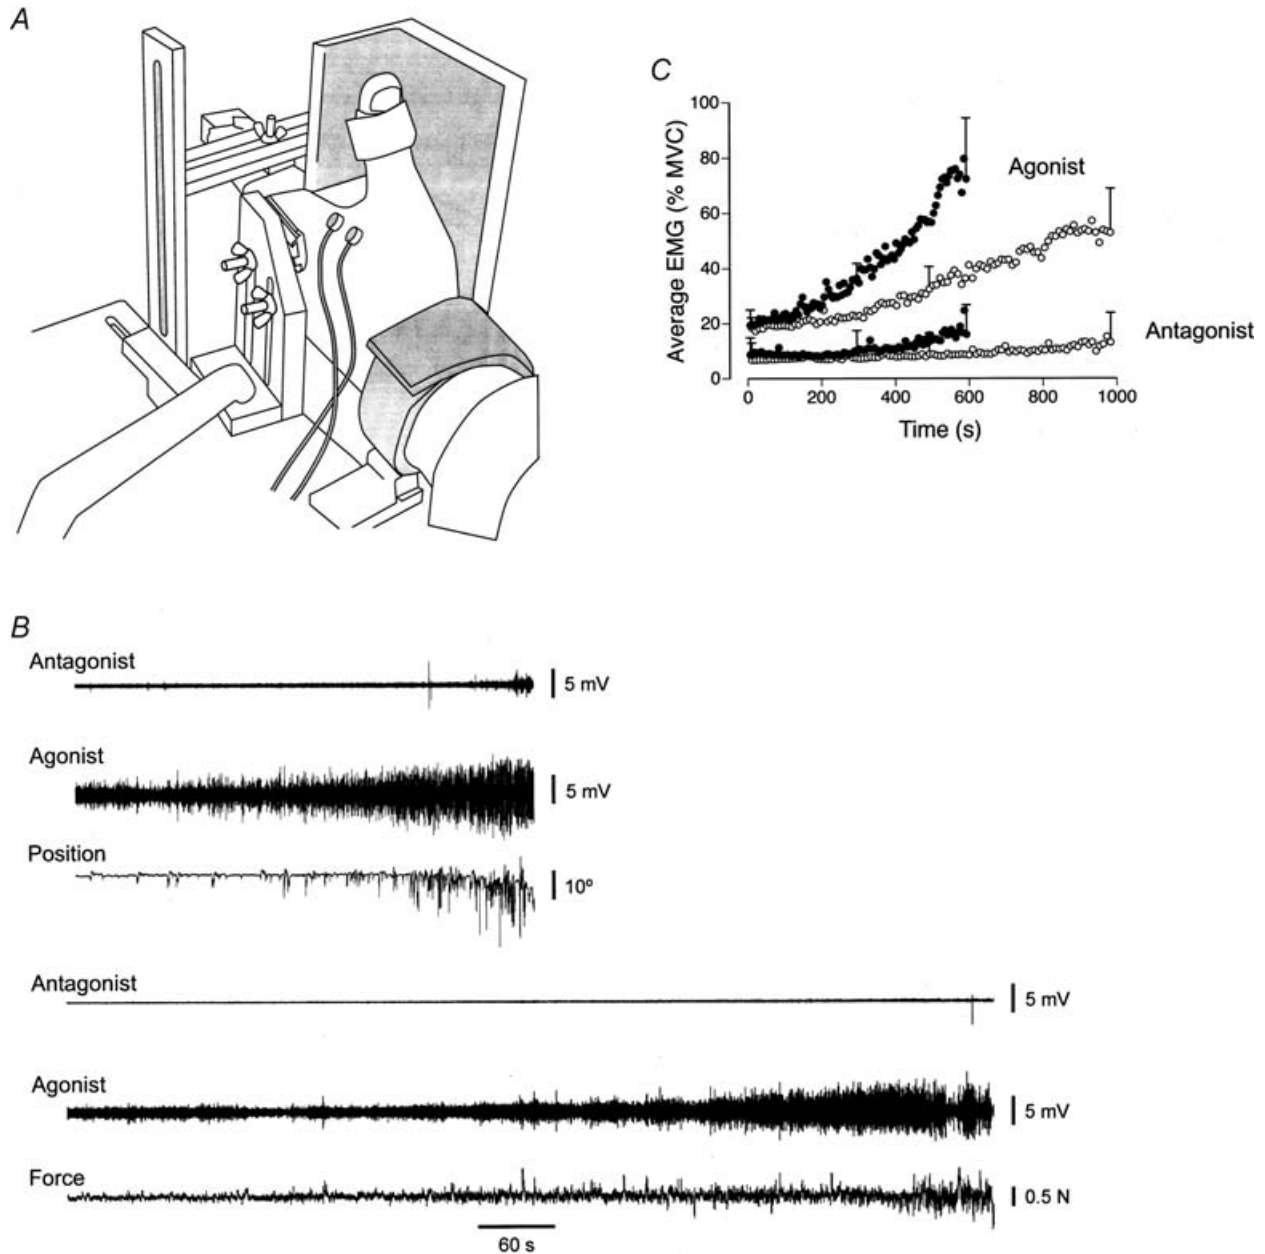 A
C
Average EMG (% MVC)
100
80
60
40
20
0
0 200 400 600 800 1000
Time (s)
Agonist
Antagonist
B
Antagonist
5 mV
Agonist
5 mV
Position
10º
Antagonist
5 mV
Agonist
5 mV
Force
0.5 N
60 s